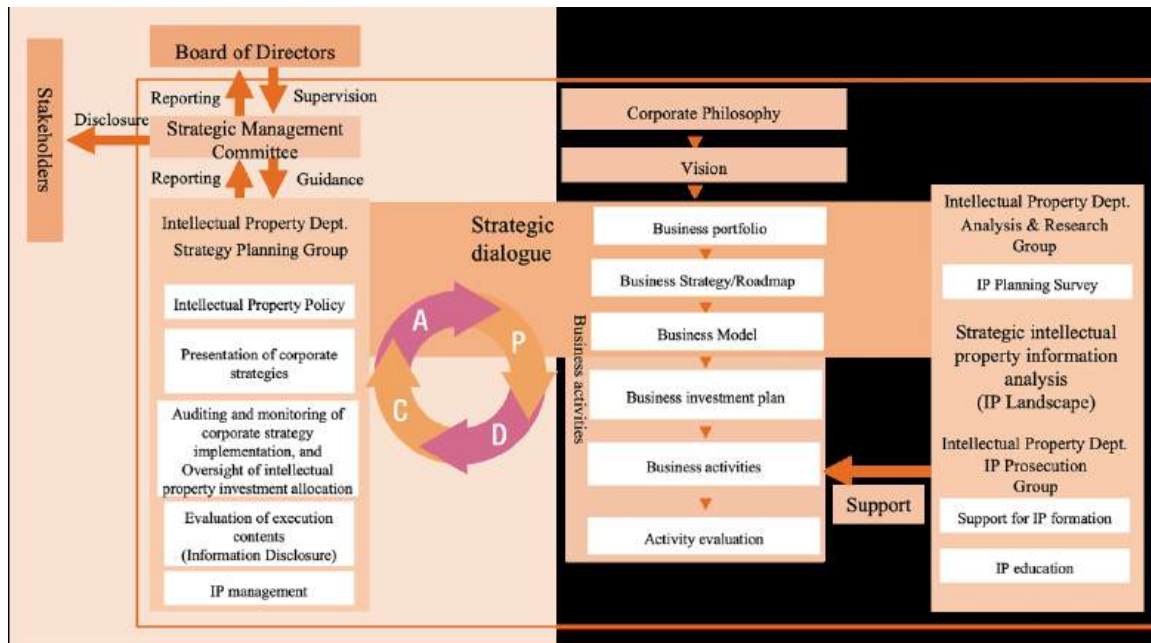 Board of Directors
Stakeholders
Reporting
Supervision
Disclosure
Strategic Management
Committee
Reporting
Guidance
Intellectual Property Dept.
Strategy Planning Group
Intellectual Property Policy
Presentation of corporate
strategies
Auditing and monitoring of
corporate strategy
implementation, and
Oversight of intellectual
property investment allocation
Evaluation of execution
contents
(Information Disclosure)
IP management
Strategic
dialogue
A
P
C
D
Corporate Philosophy
Vision
Business activities
Business portfolio
Business Strategy/Roadmap
Business Model
Business investment plan
Business activities
Activity evaluation
Support
Intellectual Property Dept.
Analysis & Research
Group
IP Planning Survey
Strategic intellectual
property information
analysis
(IP Landscape)
Intellectual Property Dept.
IP Prosecution
Group
Support for IP formation
IP education